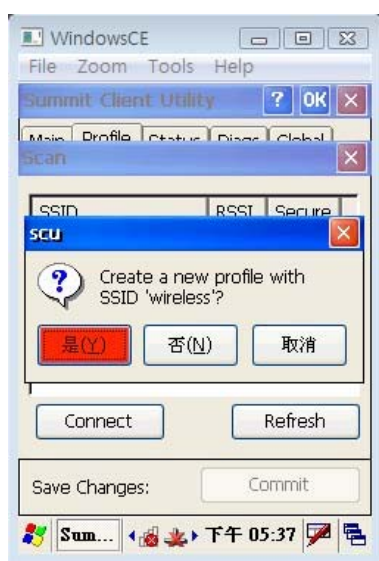 WindowsCE
File Zoom Tools Help
Summit Client Utility ? OK
Main Profile Status Diags Global
Scan
SSID RSSI Secure
scu
?
Create a new profile with
SSID 'wireless'?
是(Y) 否(N) 取消
Connect Refresh
Save Changes: Commit
Sum... 下午 05:37